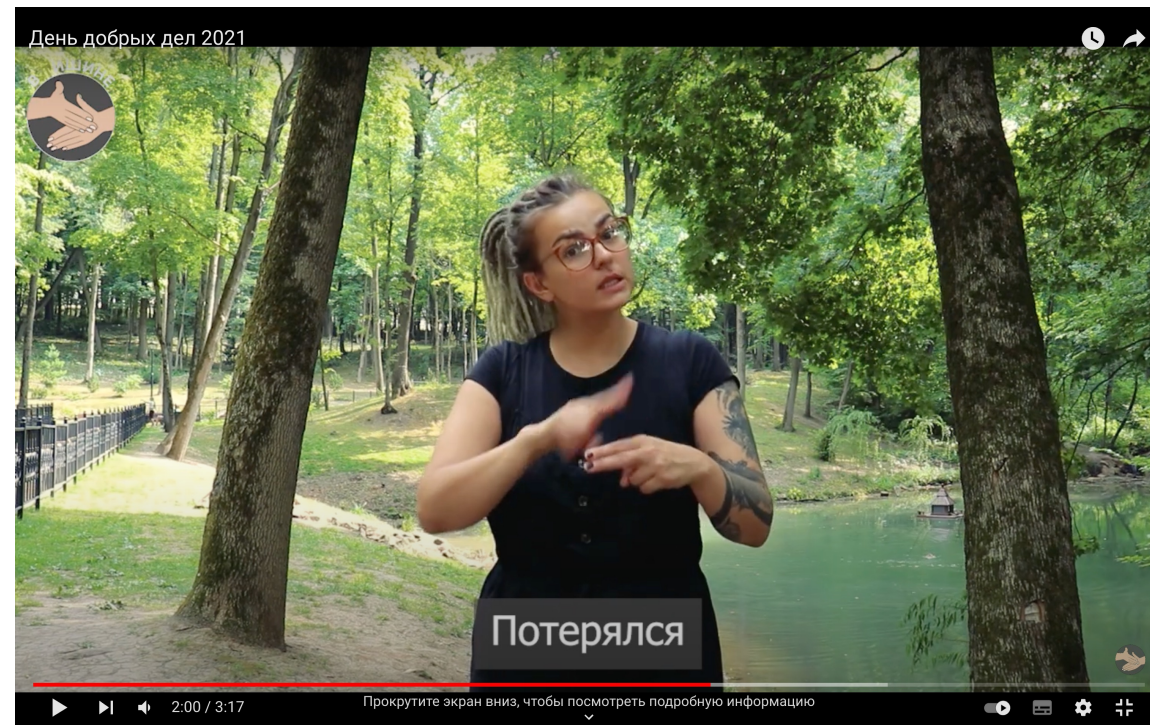 День добрых дел 2021
Потерялся
2:00 / 3:17
Прокрутите экран вниз, чтобы посмотреть подробную информацию